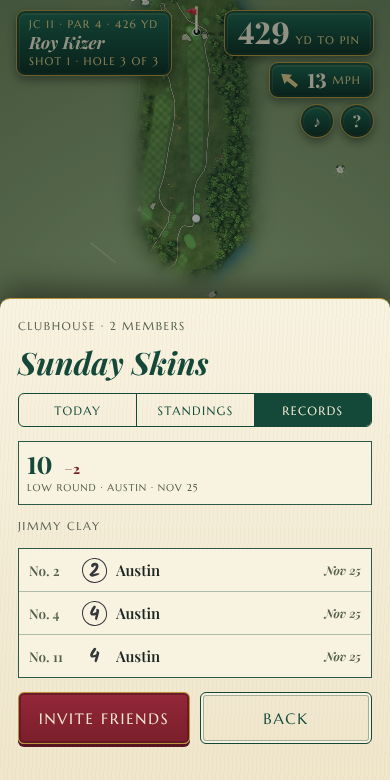 JC 11 · PAR 4 · 426 YD
Roy Kizer
SHOT 1 · HOLE 3 OF 3
429 YD TO PIN
13 MPH
♪ ?
CLUBHOUSE · 2 MEMBERS
Sunday Skins
TODAY STANDINGS RECORDS
10 −2
LOW ROUND · AUSTIN · NOV 25
JIMMY CLAY
No. 2 2 Austin Nov 25
No. 4 4 Austin Nov 25
No. 11 4 Austin Nov 25
INVITE FRIENDS BACK